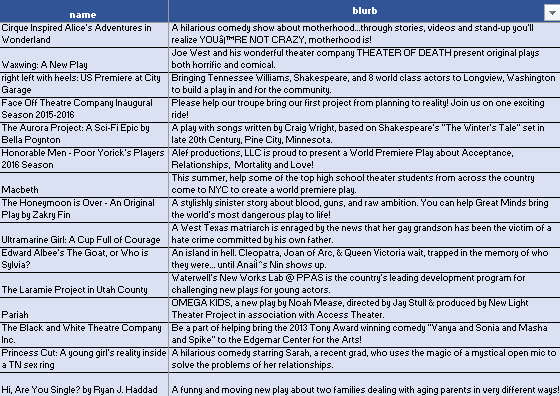 name blurb
Cirque Inspired Alice's Adventures in A hilarious comedy show about motherhood...through stories, videos and stand-up you'll
Wonderland realize YOUâ|™RE NOT CRAZY, motherhood is!
Joe West and his wonderful theater company THEATER OF DEATH present original plays
Waxwing: A New Play both horrific and comical.
right left with heels: US Premiere at City Bringing Tennessee Williams, Shakespeare, and 8 world class actors to Longview, Washington
Garage to build a play in and for the community.
Face Off Theatre Company Inaugural Please help our troupe bring our first project from planning to reality! Join us on one exciting
Season 2015-2016 ride!
The Aurora Project: A Sci-Fi Epic by A play with songs written by Craig Wright, based on Shakespeare's "The Winter's Tale" set in
Bella Poynton late 20th Century, Pine City, Minnesota.
Honorable Men - Poor Yorick's Players Alef productions, LLC is proud to present a World Premiere Play about Acceptance,
2016 Season Relationships, Mortality and Love!
This summer, help some of the top high school theater students from across the country
Macbeth come to NYC to create a world premiere play.
The Honeymoon is Over - An Original A stylishly sinister story about blood, guns, and raw ambition. You can help Great Minds bring
Play by Zakry Fin the world's most dangerous play to life!
A West Texas matriarch is enraged by the news that her gay grandson has been the victim of a
Ultramarine Girl: A Cup Full of Courage hate crime committed by his own father.
Edward Albee's The Goat, or Who is An island in hell. Cleopatra, Joan of Arc, & Queen Victoria wait, trapped in the memory of who
Sylvia? they were... until Anaïˆs Nin shows up.
Waterwell's New Works Lab @ PPAS is the country's leading development program for
The Laramie Project in Utah County challenging new plays for young actors.
OMEGA KIDS, a new play by Noah Mease, directed by Jay Stull & produced by New Light
Pariah Theater Project in association with Access Theater.
The Black and White Theatre Company Be a part of helping bring the 2013 Tony Award winning comedy "Vanya and Sonia and Masha
Inc. and Spike" to the Edgemar Center for the Arts!
Princess Cut: A young girl's reality inside A hilarious comedy starring Sarah, a recent grad, who uses the magic of a mystical open mic to
a TN sex ring solve the problems of her relationships.
Hi, Are You Single? by Ryan J. Haddad A funny and moving new play about two families dealing with aging parents in very different ways!